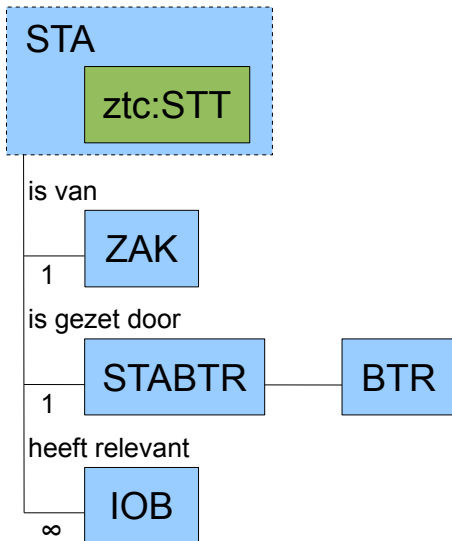 STA
ztc:STT
is van
ZAK
1
is gezet door
STABTR
BTR
1
heeft relevant
IOB
∞